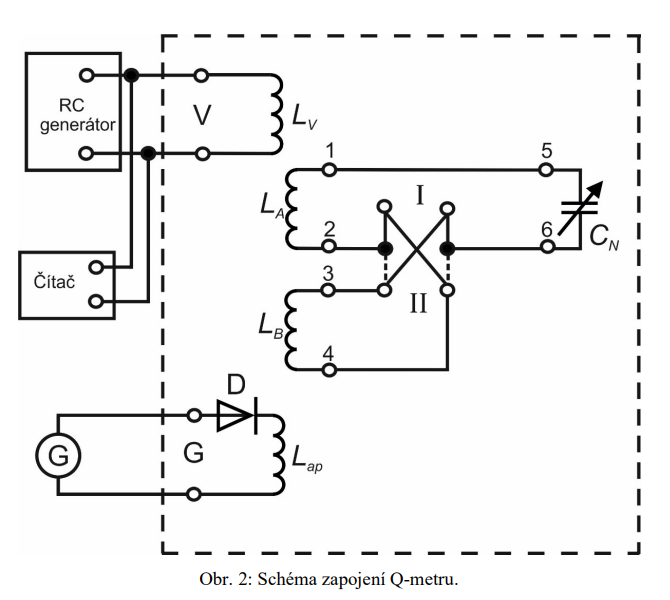 RC
generátor
V
L_V
1
5
L_A
I
2
6
C_N
Čítač
3
II
L_B
4
D
G
G
L_ap
Obr. 2: Schéma zapojení Q-metru.